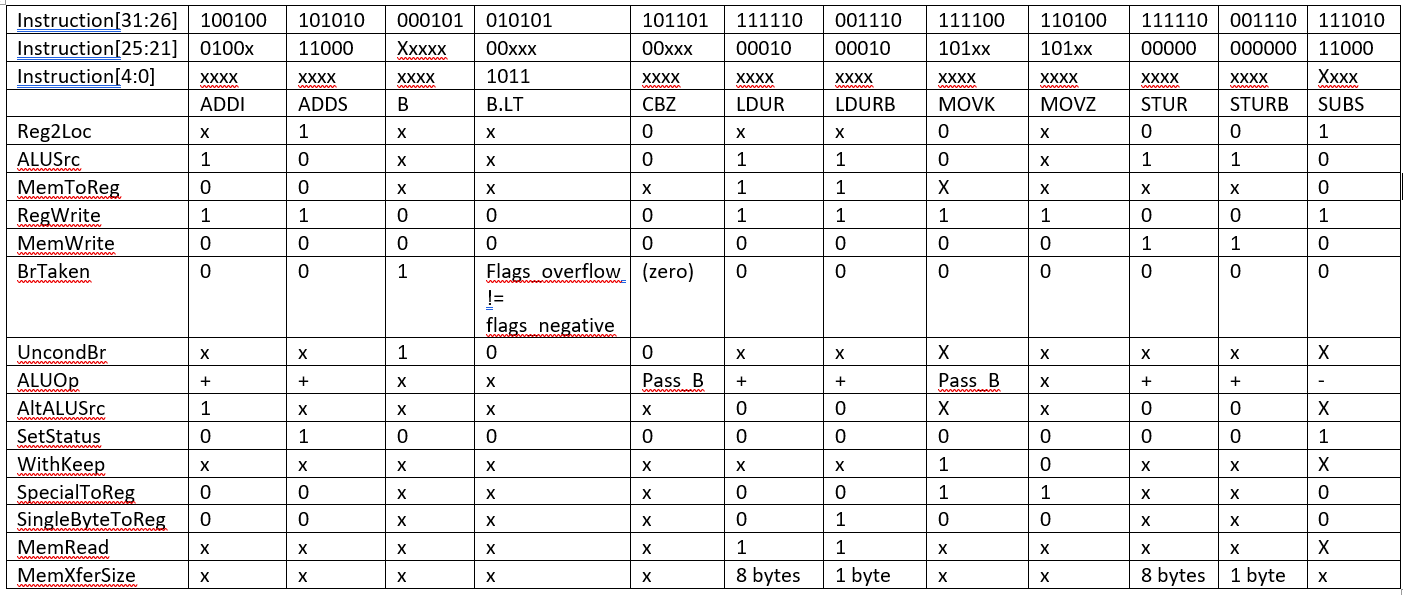 Instruction[31:26] 100100 101010 000101 010101 101101 111110 001110 111100 110100 111110 001110 111010
Instruction[25:21] 0100x 11000 Xxxxx 00xxx 00xxx 00010 00010 101xx 101xx 00000 000000 11000
Instruction[4:0] xxxx xxxx xxxx 1011 xxxx xxxx xxxx xxxx xxxx xxxx xxxx Xxxx
ADDI ADDS B B.LT CBZ LDUR LDURB MOVK MOVZ STUR STURB SUBS
Reg2Loc x 1 x x 0 x x 0 x 0 0 1
ALUSrc 1 0 x x 0 1 1 0 x 1 1 0
MemToReg 0 0 x x x 1 1 X x x x 0
RegWrite 1 1 0 0 0 1 1 1 1 0 0 1
MemWrite 0 0 0 0 0 0 0 0 0 1 1 0
BrTaken 0 0 1 Flags_overflow (zero) 0 0 0 0 0 0 0
!=
flags_negative
UncondBr x x 1 0 0 x x X x x x X
ALUOp + + x x Pass_B + + Pass_B x + + -
AltALUSrc 1 x x x x 0 0 X x 0 0 X
SetStatus 0 1 0 0 0 0 0 0 0 0 0 1
WithKeep x x x x x x x 1 0 x x X
SpecialToReg 0 0 x x x 0 0 1 1 x x 0
SingleByteToReg 0 0 x x x 0 1 0 0 x x 0
MemRead x x x x x 1 1 x x x x X
MemXferSize x x x x x 8 bytes 1 byte x x 8 bytes 1 byte x